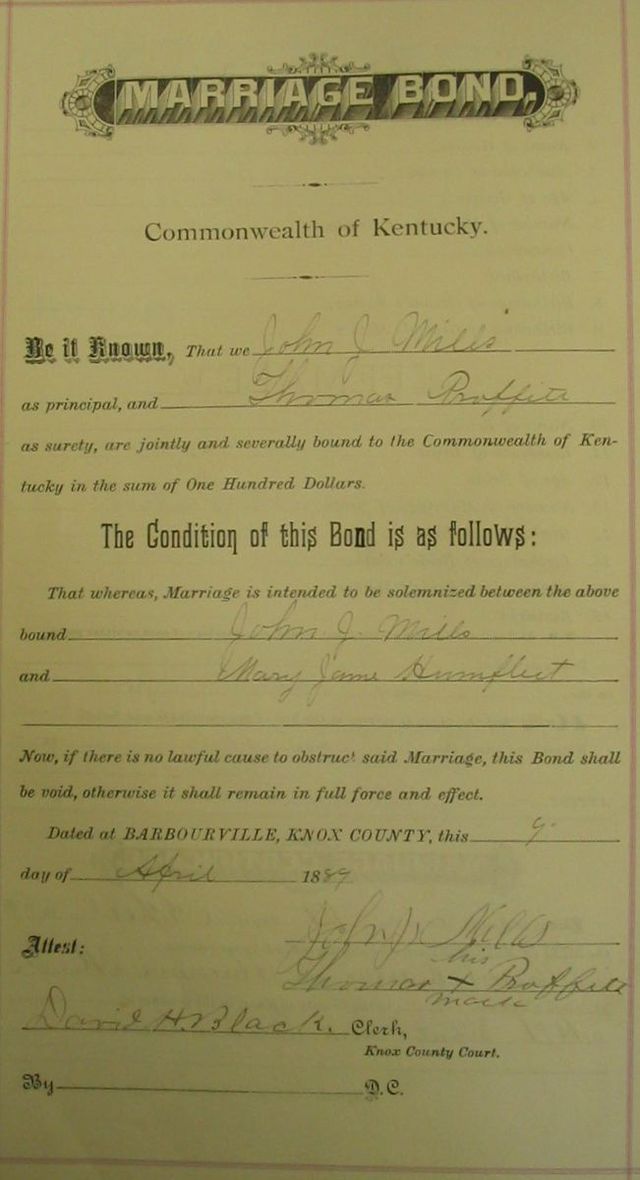 MARRIAGE BOND.
Commonwealth of Kentucky.
Be it Known, That we John J Mills
as principal, and Thomas Proffitt
as surety, are jointly and severally bound to the Commonwealth of Ken-
tucky in the sum of One Hundred Dollars.
The Condition of this Bond is as follows:
That whereas, Marriage is intended to be solemnized between the above
bound John J. Mills
and Mary Jane Humfleet
Now, if there is no lawful cause to obstruct said Marriage, this Bond shall
be void, otherwise it shall remain in full force and effect.
Dated at BARBOURVILLE, KNOX COUNTY, this 9
day of April 1889
John J Mills
Attest:
his
Thomas x Proffitt
mark
David H. Black. Clerk,
Knox County Court.
By D.C.